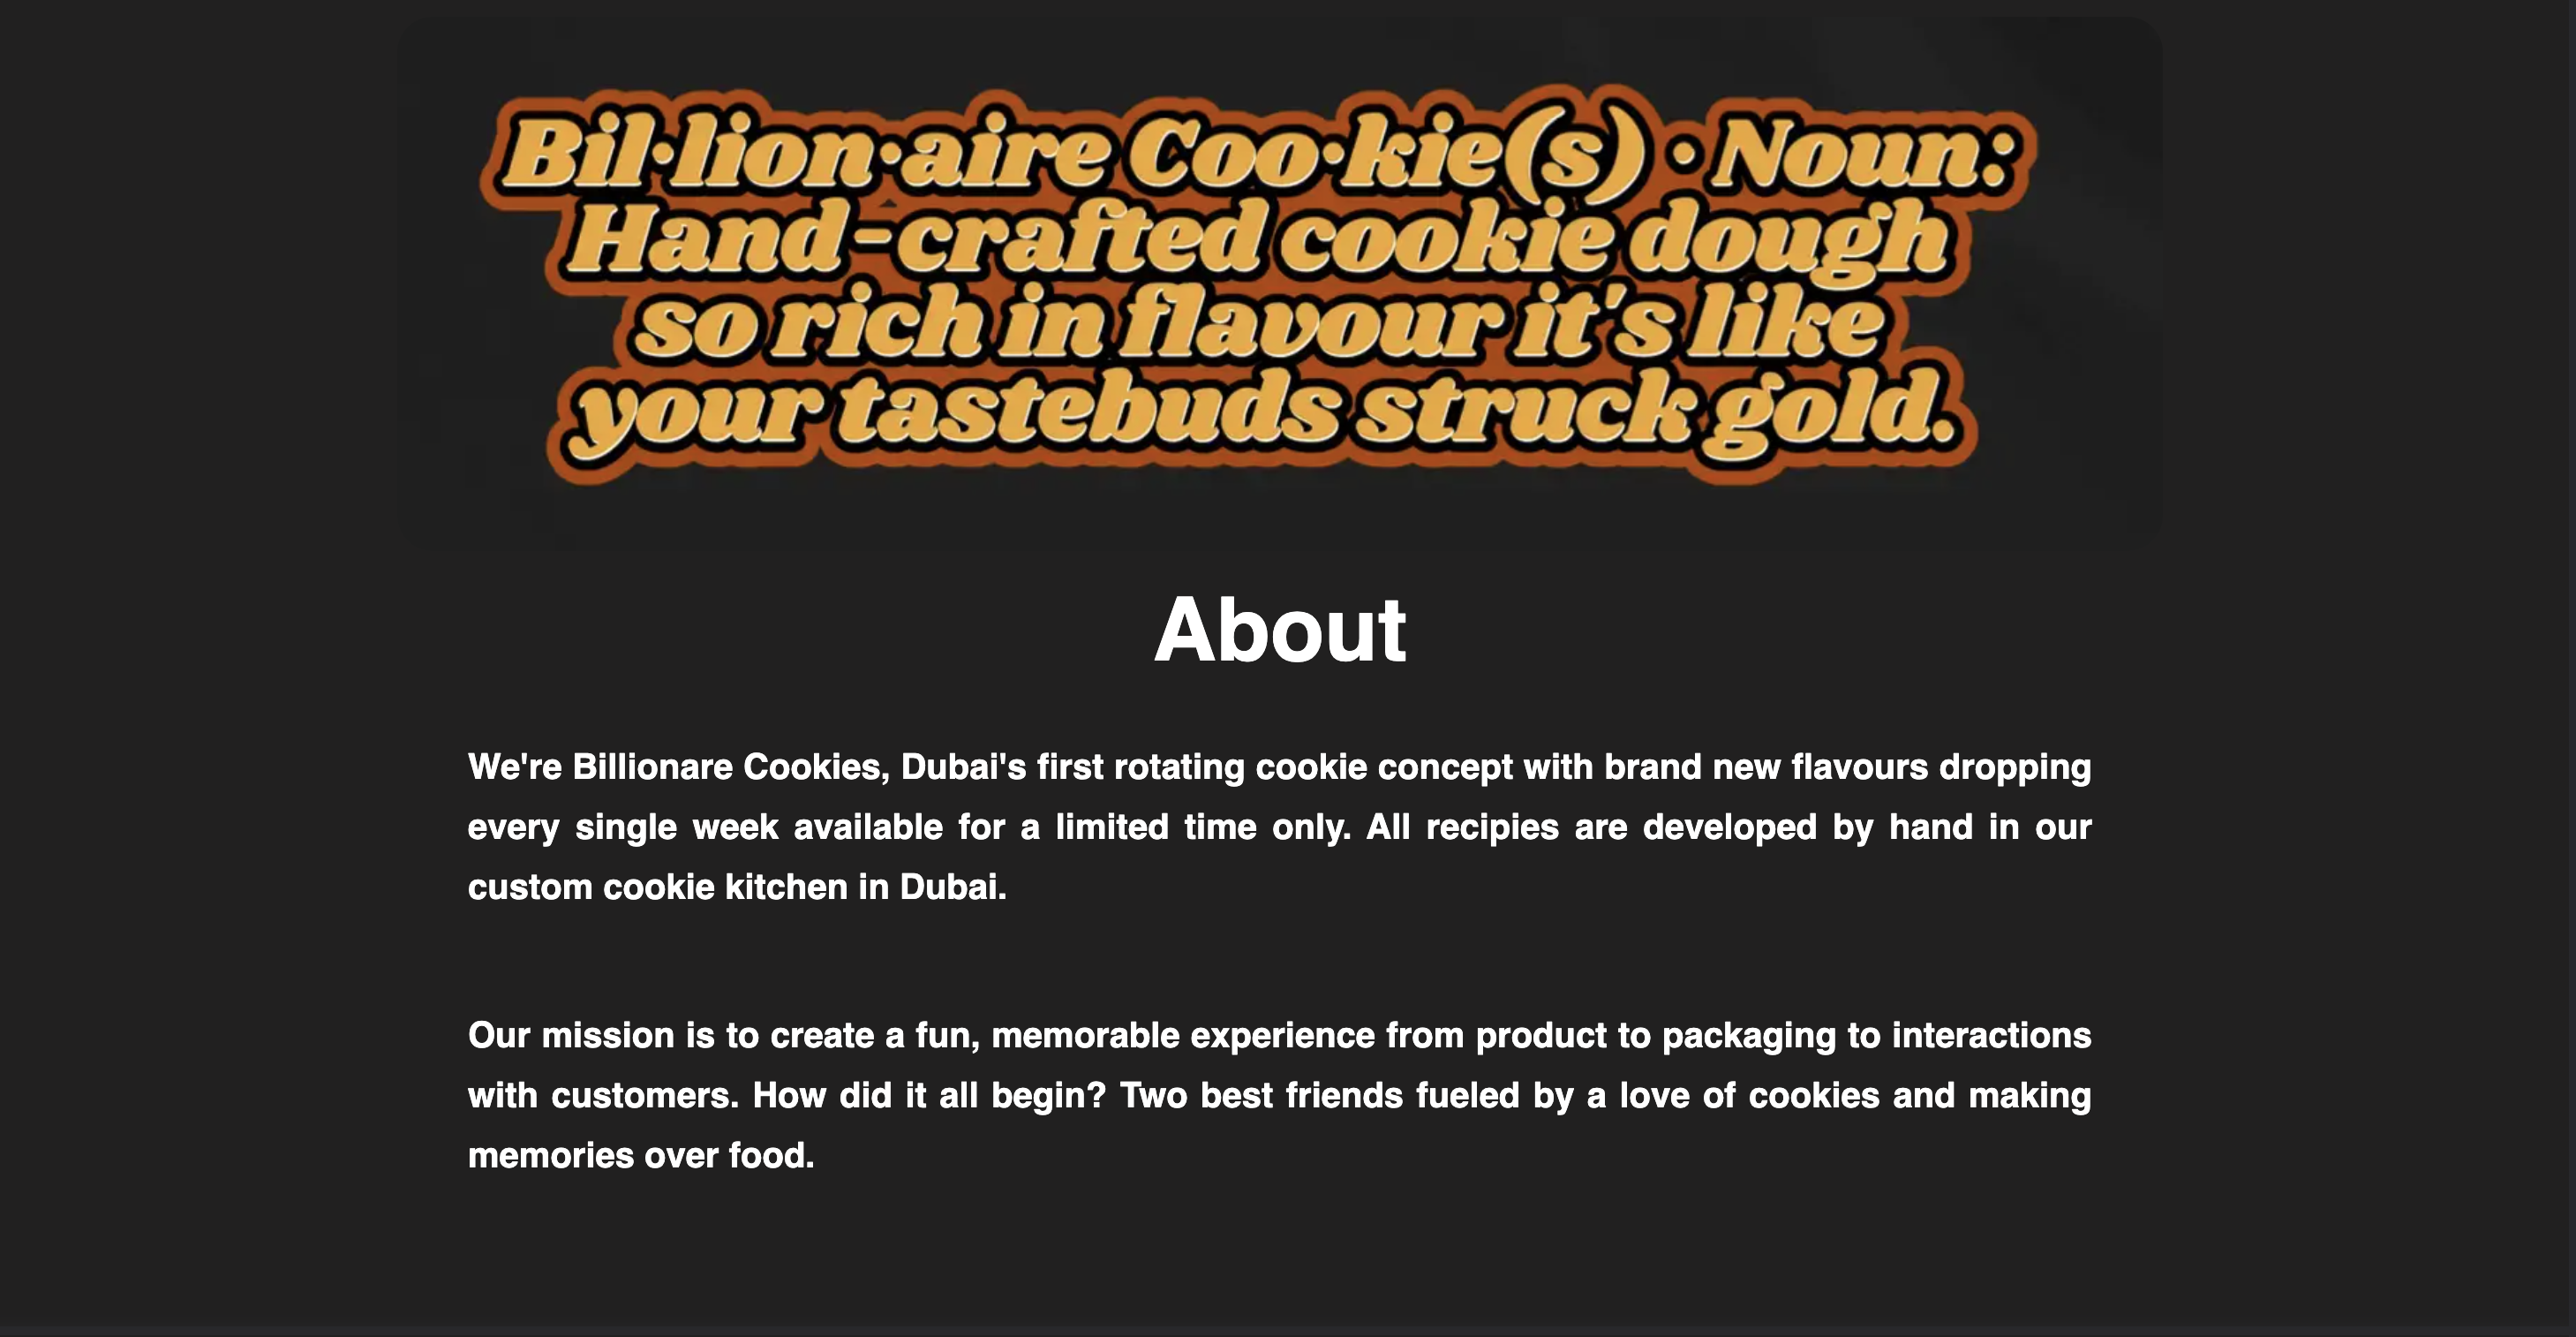 Bil·lion·aire Coo·kie(s) · Noun:
Hand-crafted cookie dough
so rich in flavour it's like
your tastebuds struck gold.
About
We're Billionare Cookies, Dubai's first rotating cookie concept with brand new flavours dropping
every single week available for a limited time only. All recipies are developed by hand in our
custom cookie kitchen in Dubai.
Our mission is to create a fun, memorable experience from product to packaging to interactions
with customers. How did it all begin? Two best friends fueled by a love of cookies and making
memories over food.